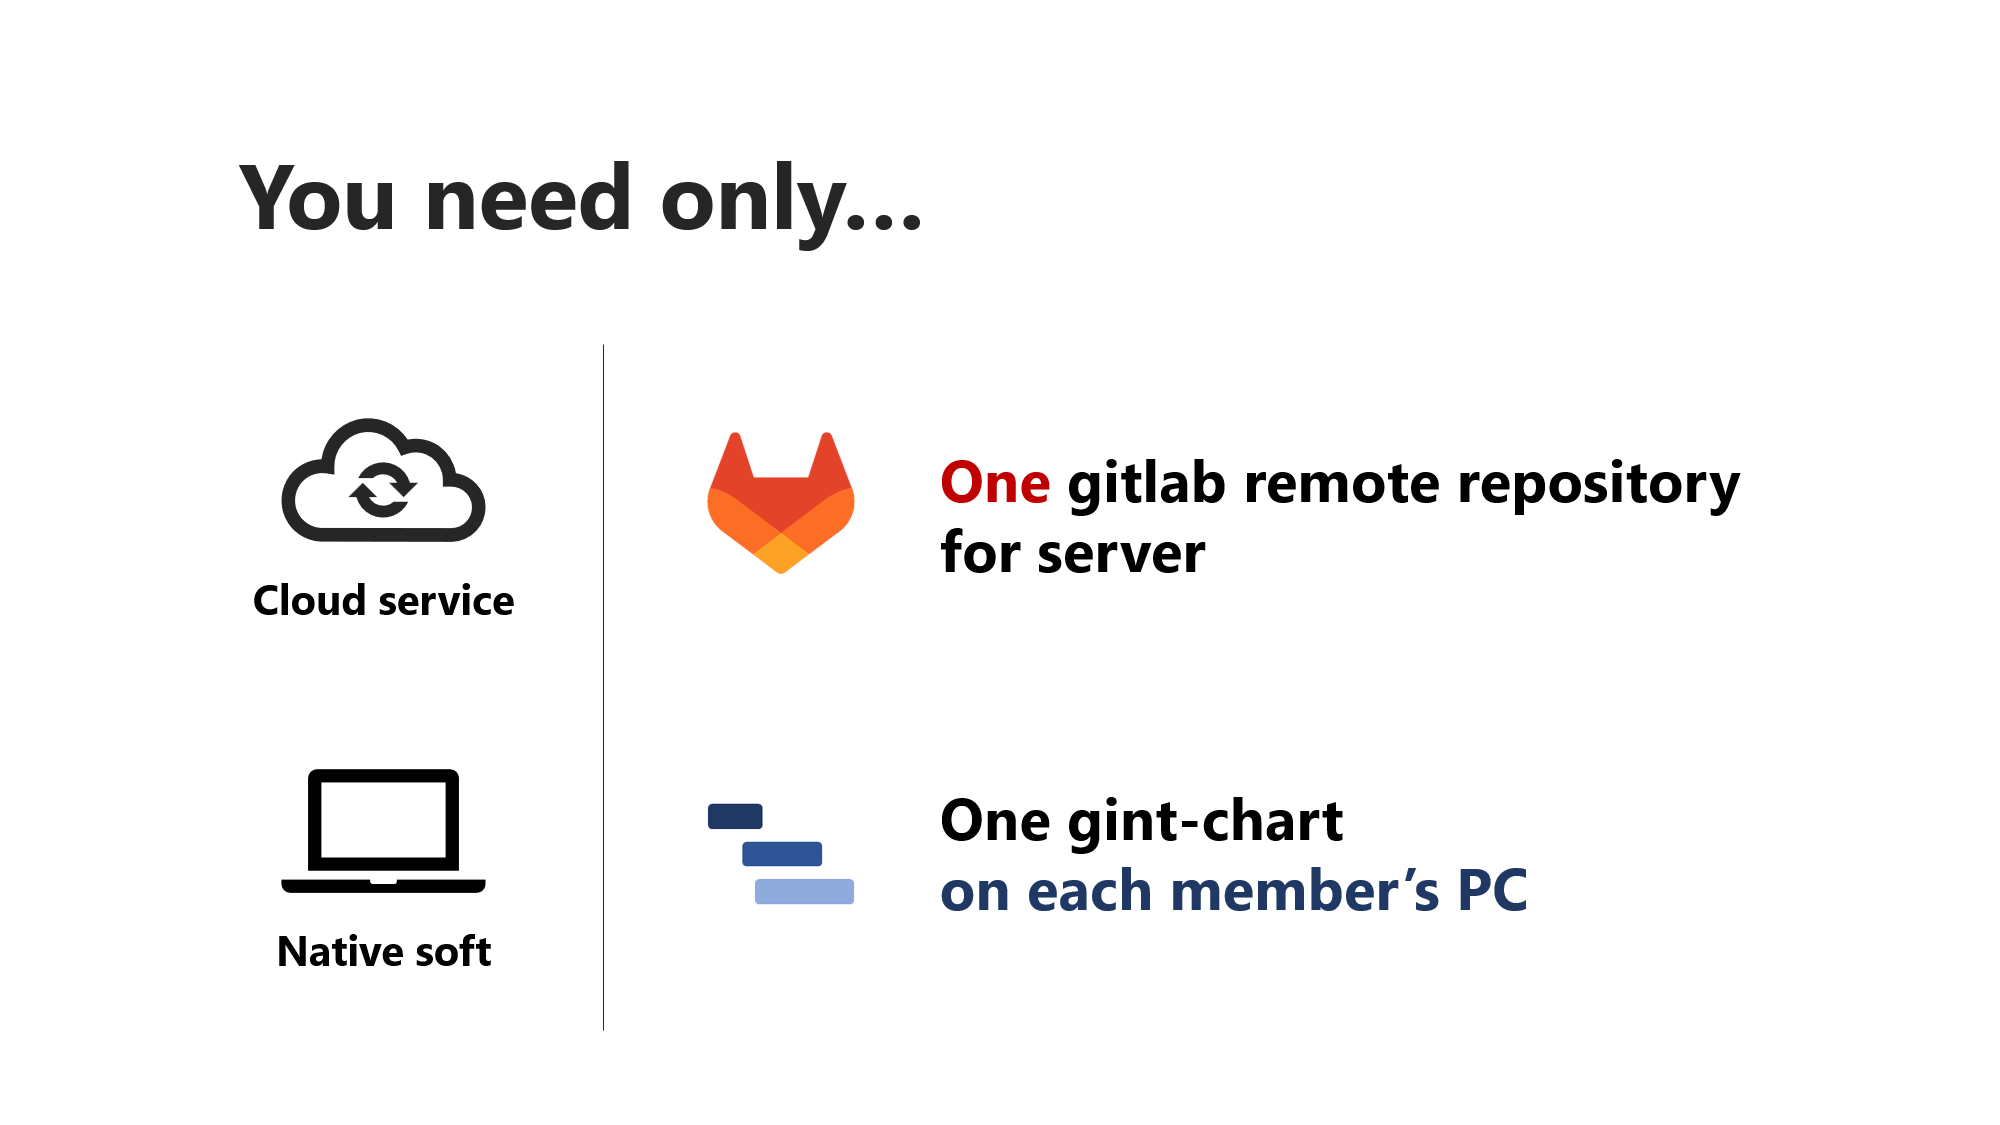 You need only...
Cloud service
One gitlab remote repository
for server
Native soft
One gint-chart
on each member’s PC